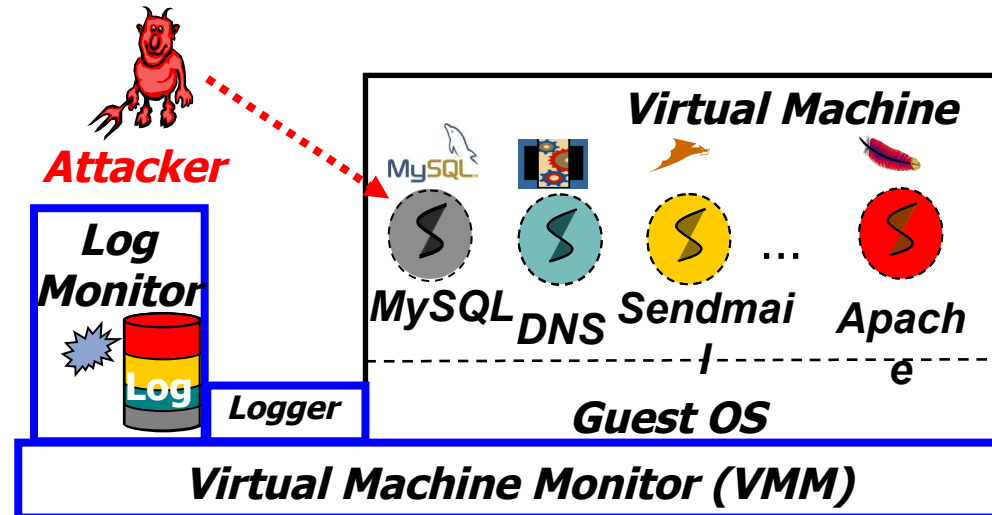 Virtual Machine
Attacker
MySQL
Log
Monitor
Log
Logger
MySQL
DNS
Sendmai
l
...
Apach
e
Guest OS
Virtual Machine Monitor (VMM)